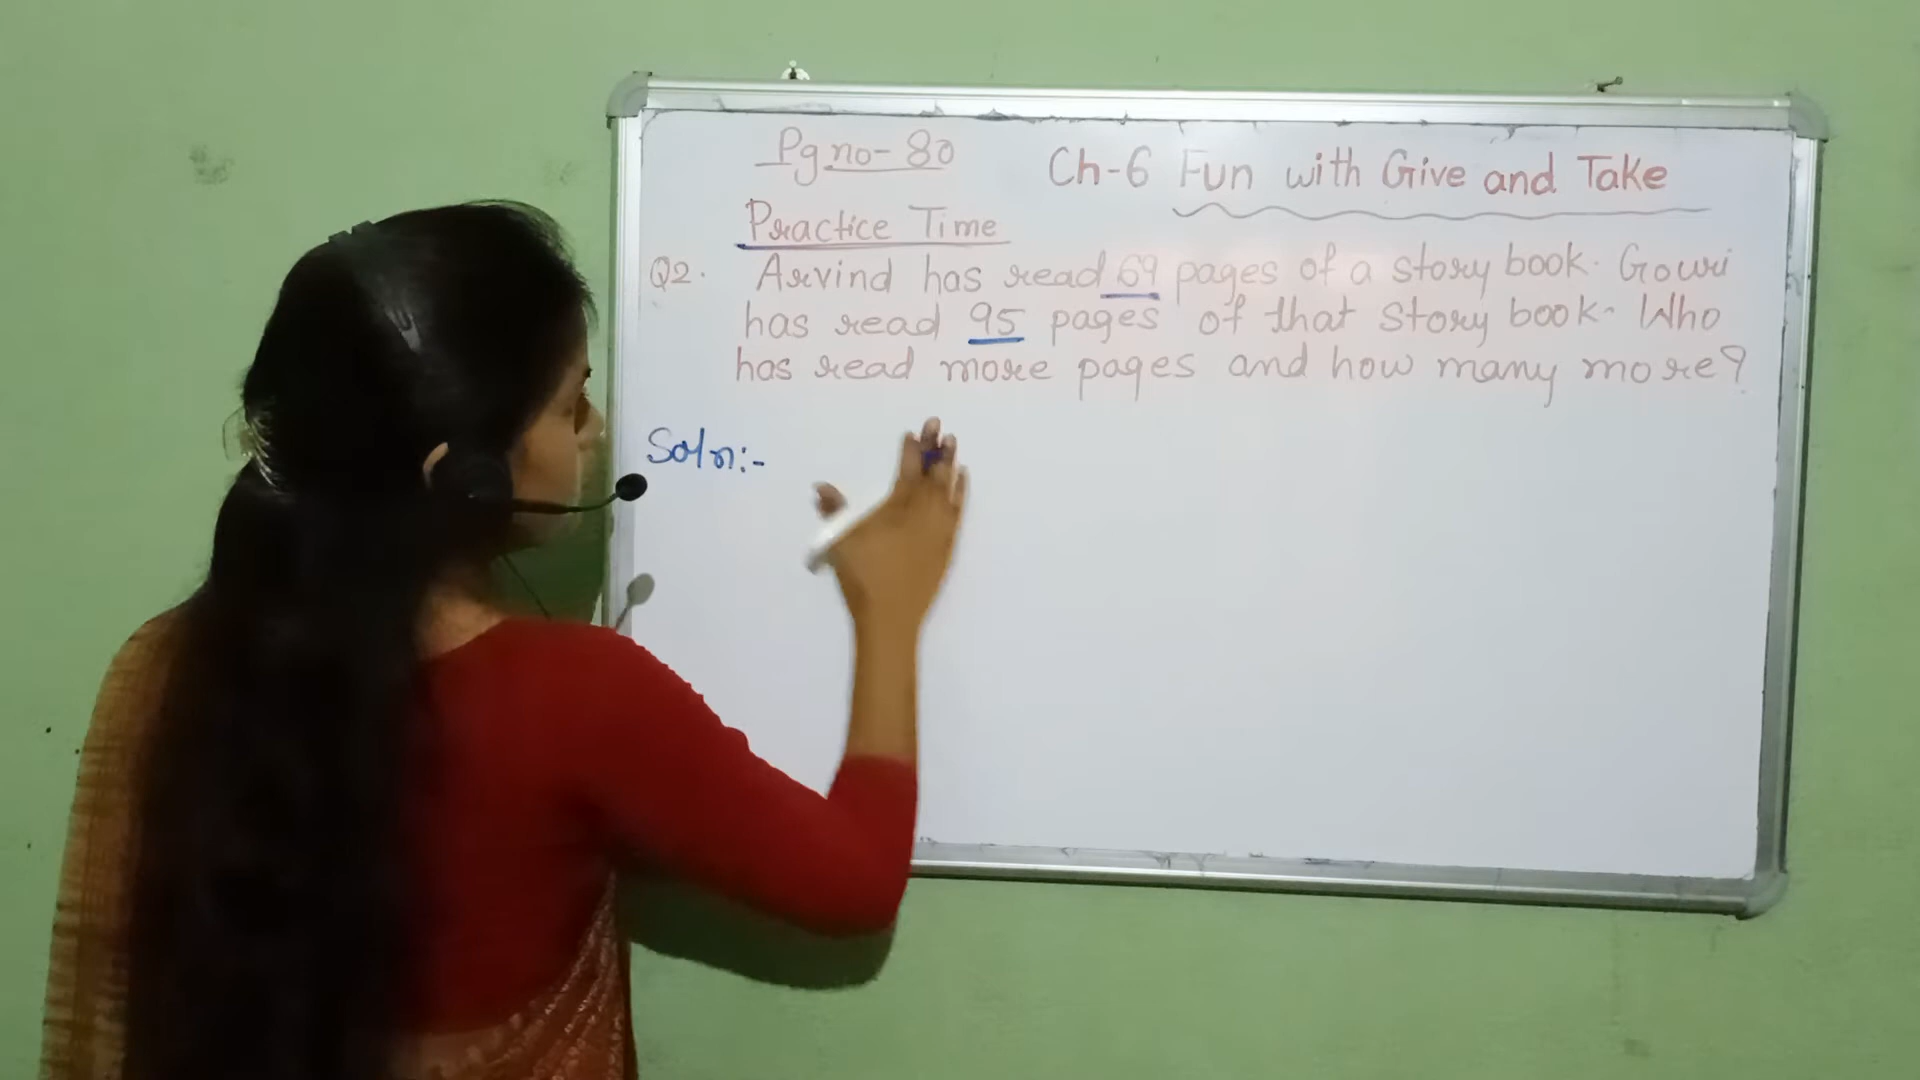 Pg no- 80
Ch-6 Fun with Give and Take
Practice Time
Q2. Arvind has read 69 pages of a story book. Gowri
has read 95 pages of that story book. Who
has read more pages and how many more?
Soln:-